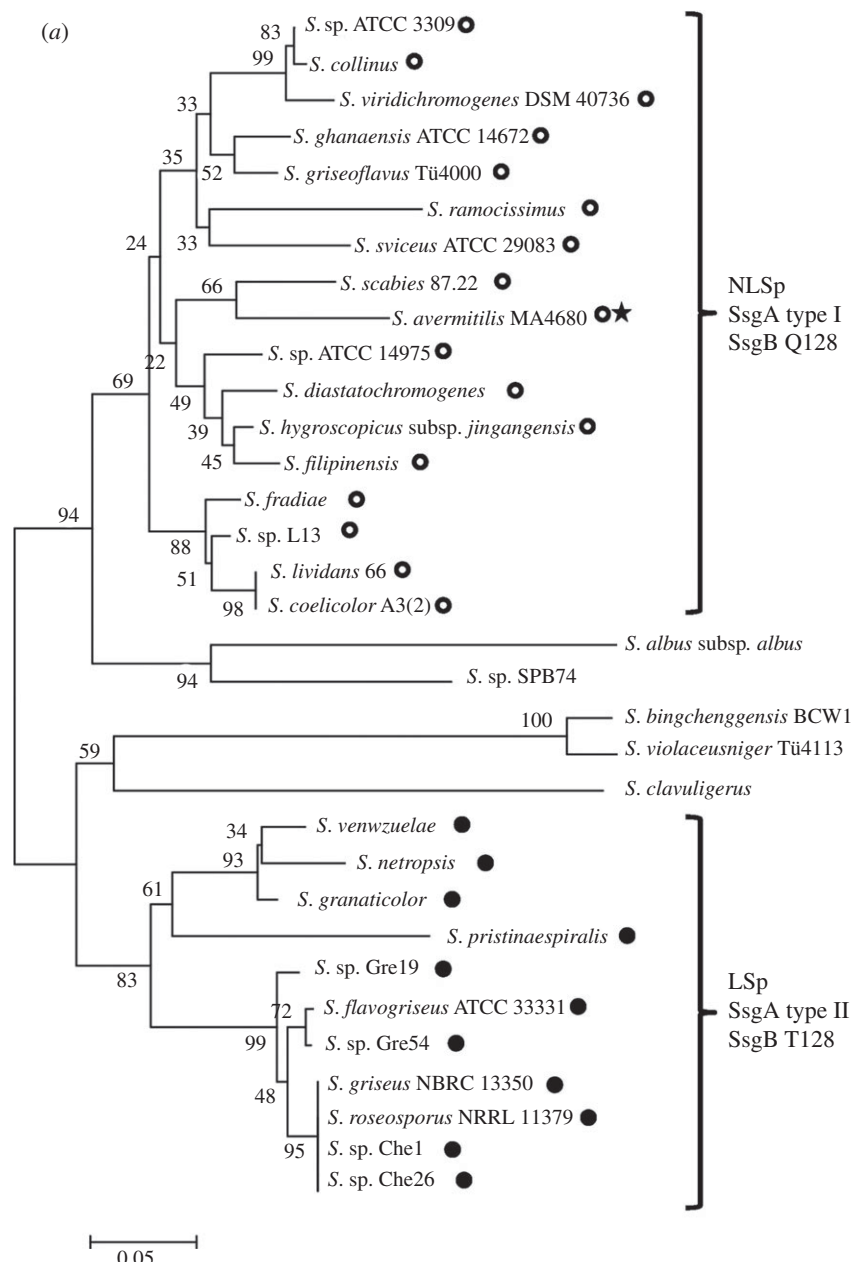 (a)
83
S. sp. ATCC 3309
99
S. collinus
S. viridichromogenes DSM 40736
33
S. ghanaensis ATCC 14672
35
52
S. griseoflavus Tü4000
S. ramocissimus
24
33
S. sviceus ATCC 29083
66
S. scabies 87.22
S. avermitilis MA4680
22
S. sp. ATCC 14975
69
49
S. diastatochromogenes
39
S. hygroscopicus subsp. jingangensis
45
S. filipinensis
S. fradiae
94
88
S. sp. L13
51
S. lividans 66
98
S. coelicolor A3(2)
NLSp
SsgA type I
SsgB Q128
S. albus subsp. albus
94
S. sp. SPB74
100
S. bingchenggensis BCW1
59
S. violaceusniger Tü4113
S. clavuligerus
34
S. venwzuelae
93
S. netropsis
61
S. granaticolor
S. pristinaespiralis
83
S. sp. Gre19
72
S. flavogriseus ATCC 33331
99
S. sp. Gre54
48
S. griseus NBRC 13350
S. roseosporus NRRL 11379
95
S. sp. Che1
S. sp. Che26
LSp
SsgA type II
SsgB T128
0.05